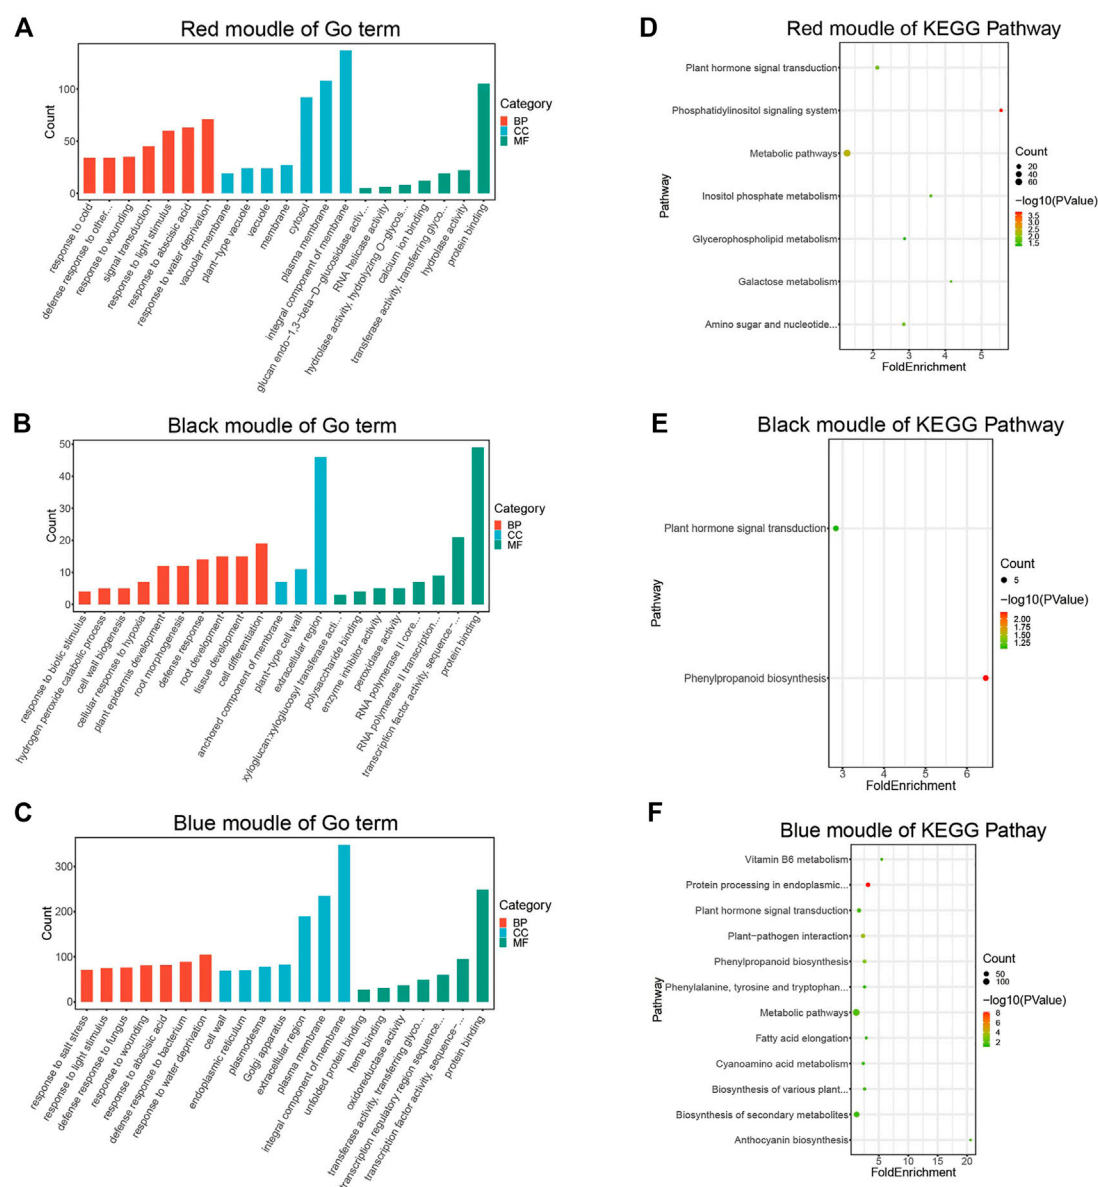 A
Red moudle of Go term
Count
100
50
0
response to cold
defense response to other...
response to wounding
signal transduction
response to light stimulus
response to abscisic acid
response to water deprivation
vacuolar membrane
plant-type vacuole
vacuole
membrane
cytosol
plasma membrane
integral component of membrane
glucan endo-1,3-beta-D-glucosidase activ...
RNA helicase activity
hydrolase activity, hydrolyzing O-glycos...
calcium ion binding
transferase activity, transferring glyco...
hydrolase activity
protein binding
Category
BP
CC
MF
D
Red moudle of KEGG Pathway
Pathway
Plant hormone signal transduction
Phosphatidylinositol signaling system
Metabolic pathways
Inositol phosphate metabolism
Glycerophospholipid metabolism
Galactose metabolism
Amino sugar and nucleotide...
2 3 4 5
FoldEnrichment
Count
20
40
60
-log10(PValue)
3.5
3.0
2.5
2.0
1.5
B
Black moudle of Go term
Count
50
40
30
20
10
0
response to biotic stimulus
hydrogen peroxide catabolic process
cell wall biogenesis
cellular response to hypoxia
plant epidermis development
root morphogenesis
defense response
root development
tissue development
cell differentiation
anchored component of membrane
plant-type cell wall
extracellular region
xyloglucan:xyloglucosyl transferase acti...
polysaccharide binding
enzyme inhibitor activity
peroxidase activity
RNA polymerase II core...
RNA polymerase II transcription...
transcription factor activity, sequence-...
protein binding
Category
BP
CC
MF
E
Black moudle of KEGG Pathway
Pathway
Plant hormone signal transduction
Phenylpropanoid biosynthesis
3 4 5 6
FoldEnrichment
Count
5
-log10(PValue)
2.00
1.75
1.50
1.25
C
Blue moudle of Go term
Count
300
200
100
0
response to salt stress
response to light stimulus
defense response to fungus
response to wounding
response to abscisic acid
defense response to bacterium
response to water deprivation
cell wall
endoplasmic reticulum
plasmodesma
Golgi apparatus
extracellular region
plasma membrane
integral component of membrane
unfolded protein binding
heme binding
oxidoreductase activity
transferase activity, transferring glyco...
transcription regulatory region sequence...
transcription factor activity, sequence-...
protein binding
Category
BP
CC
MF
F
Blue moudle of KEGG Pathay
Pathway
Vitamin B6 metabolism
Protein processing in endoplasmic...
Plant hormone signal transduction
Plant-pathogen interaction
Phenylpropanoid biosynthesis
Phenylalanine, tyrosine and tryptophan...
Metabolic pathways
Fatty acid elongation
Cyanoamino acid metabolism
Biosynthesis of various plant...
Biosynthesis of secondary metabolites
Anthocyanin biosynthesis
5 10 15 20
FoldEnrichment
Count
50
100
-log10(PValue)
8
6
4
2